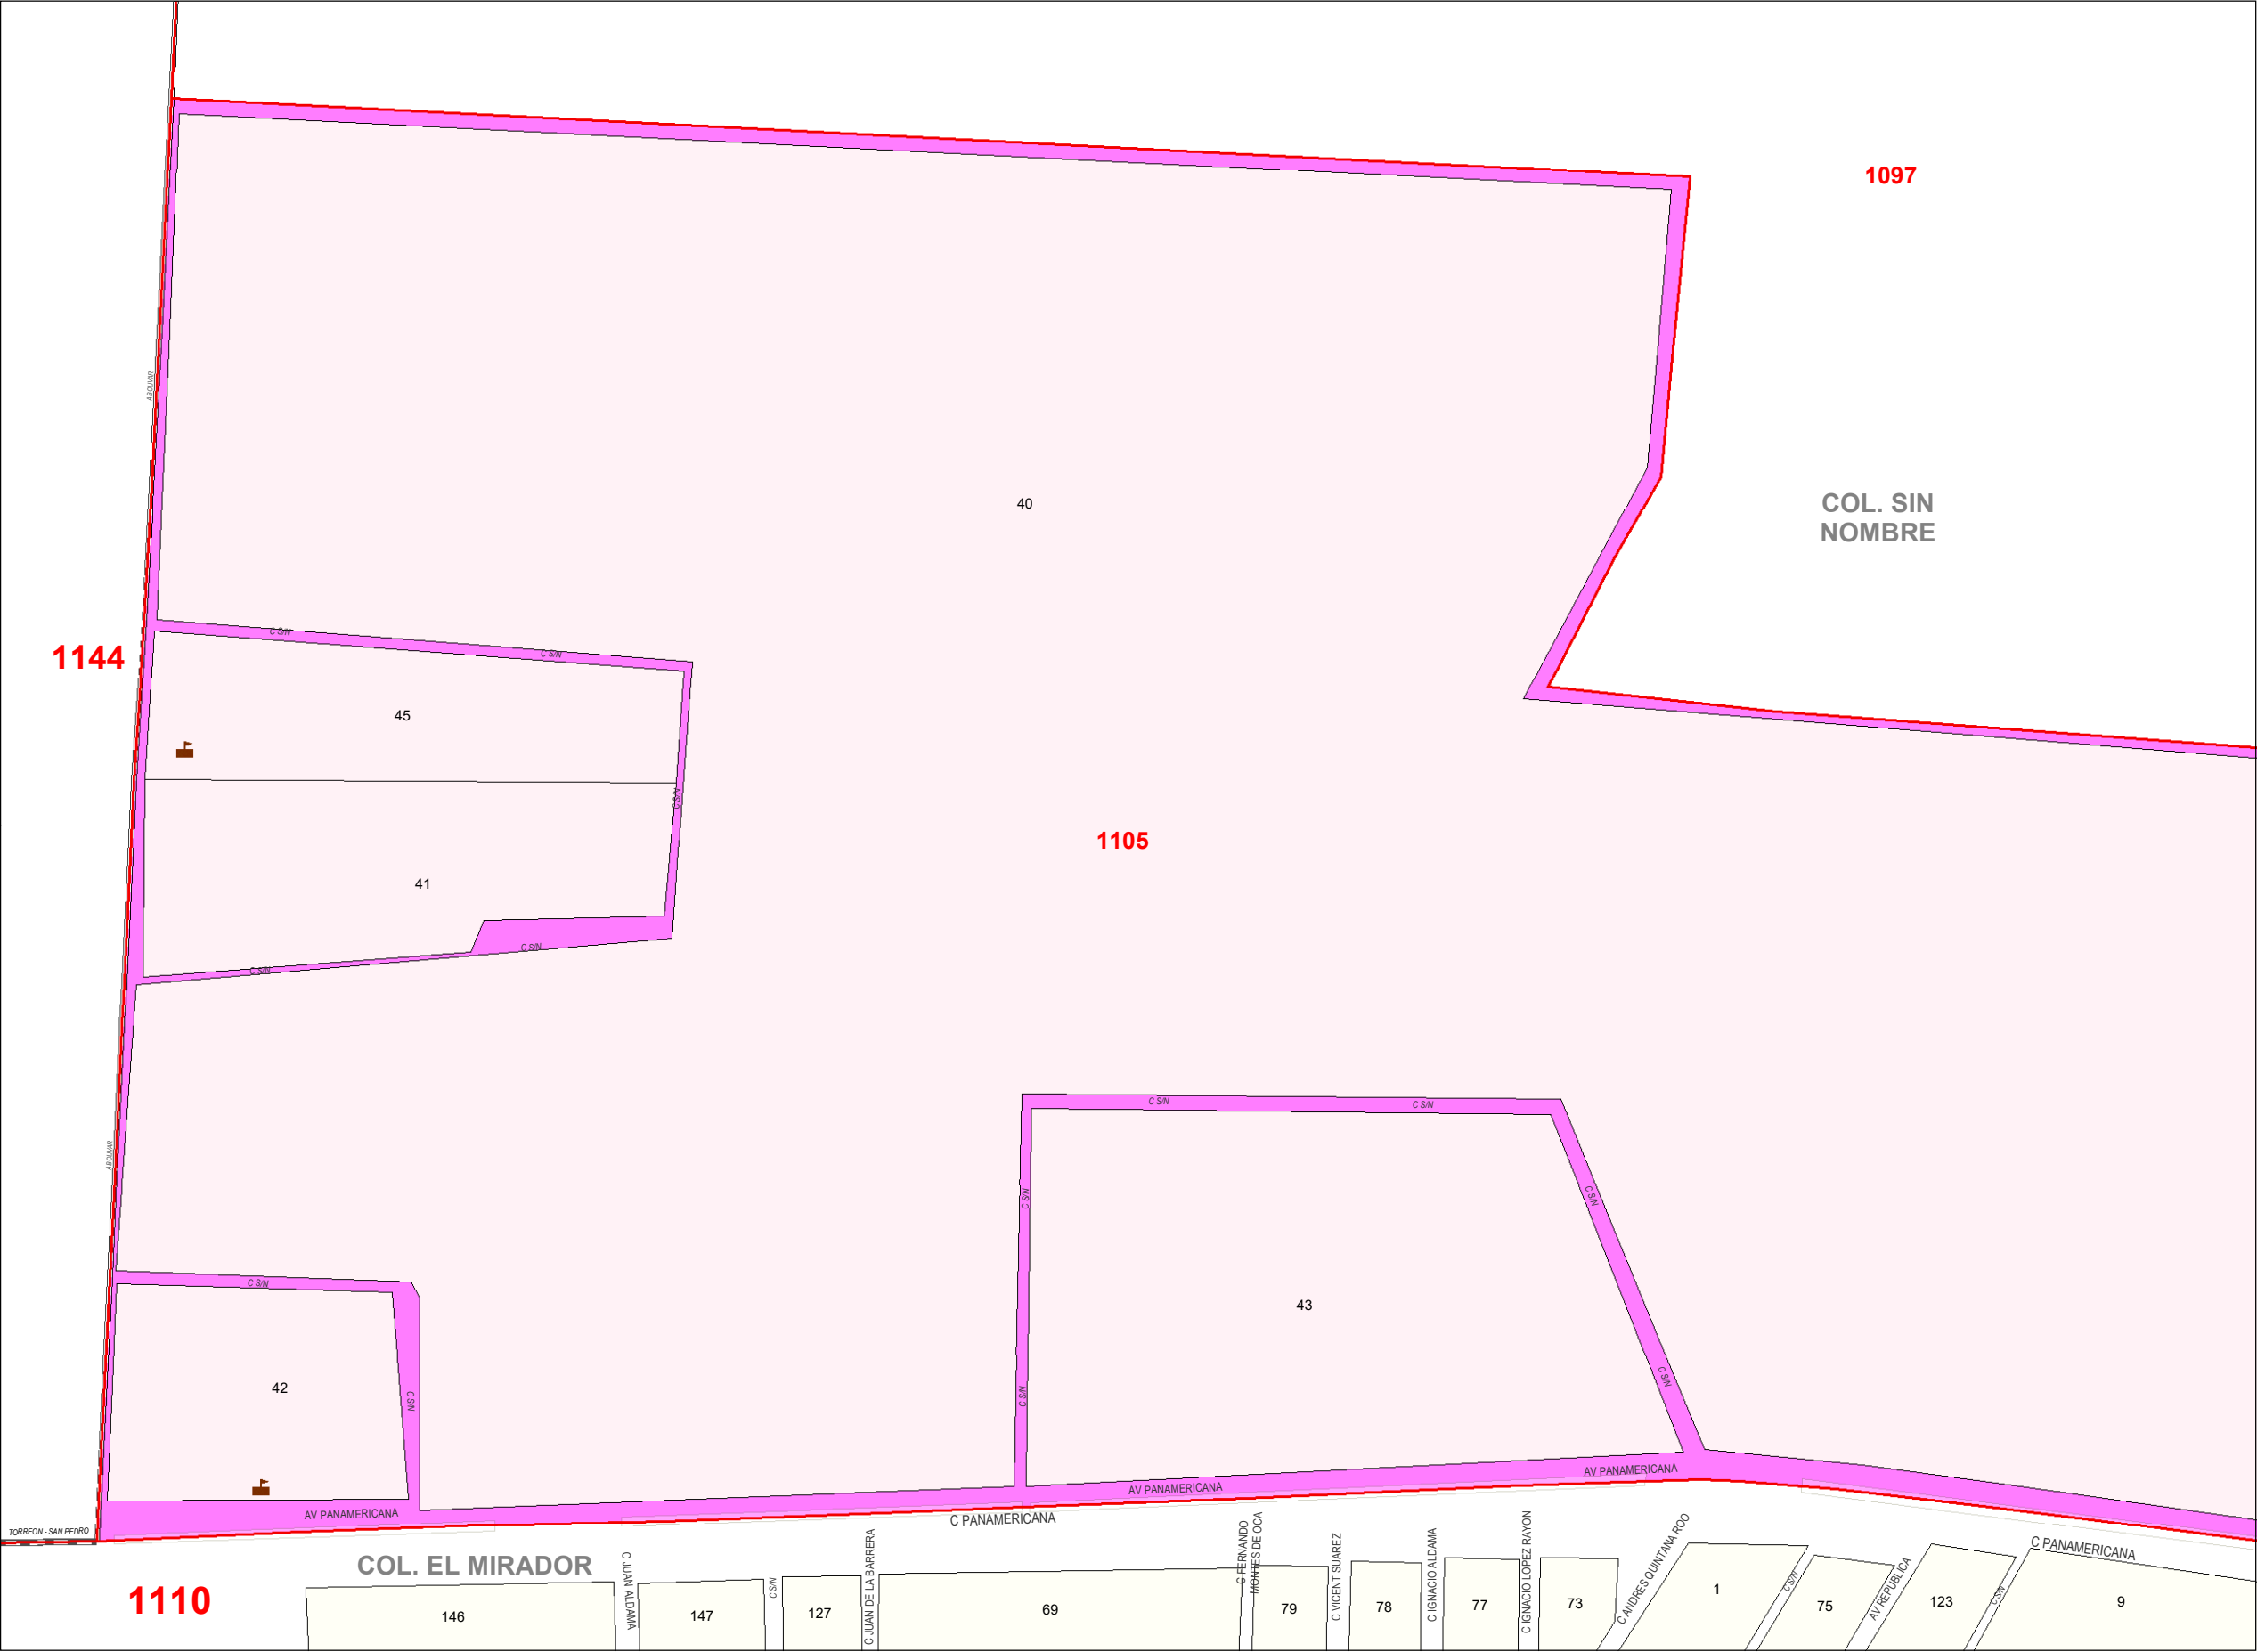 1097
ABOLIVAR
40
COL. SIN
NOMBRE
C S/N
C S/N
1144
45
C S/N
1105
41
C S/N
C S/N
C S/N
C S/N
ABOLIVAR
C S/N
C S/N
C S/N
43
C S/N
42
C S/N
C S/N
AV PANAMERICANA
AV PANAMERICANA
AV PANAMERICANA
C PANAMERICANA
TORREON - SAN PEDRO
COL. EL MIRADOR
C JUAN ALDAMA
C S/N
C JUAN DE LA BARRERA
C FERNANDO
MONTES DE OCA
C VICENT SUAREZ
C IGNACIO ALDAMA
C IGNACIO LOPEZ RAYON
C ANDRES QUINTANA ROO
C S/N
AV REPUBLICA
C S/N
C PANAMERICANA
1110
146
147
127
69
79
78
77
73
1
75
123
9